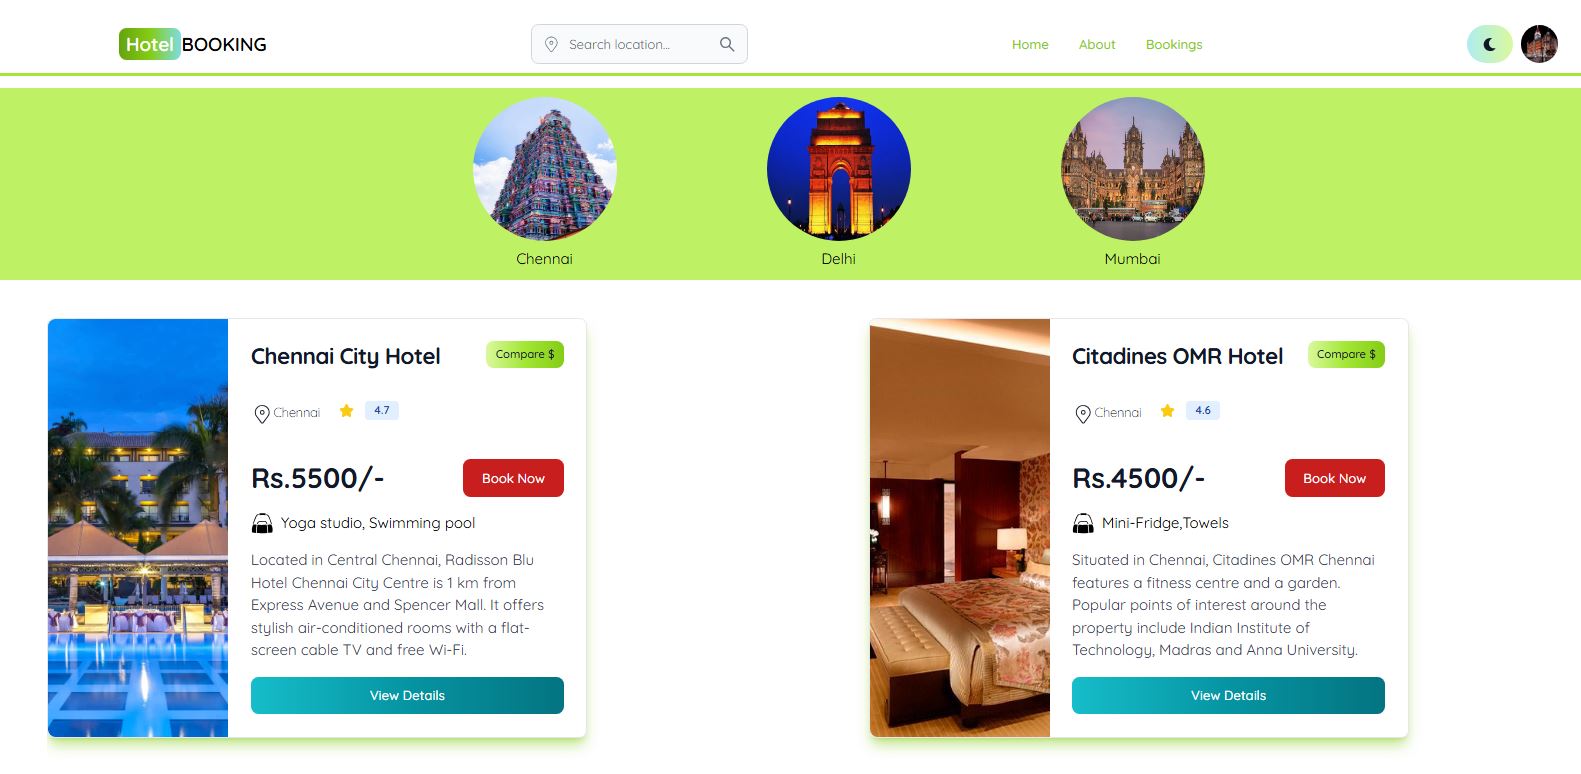 Hotel BOOKING
Search location...
Home About Bookings
Chennai Delhi Mumbai
Chennai City Hotel
Compare $
Chennai 4.7
Rs.5500/-
Book Now
Yoga studio, Swimming pool
Located in Central Chennai, Radisson Blu
Hotel Chennai City Centre is 1 km from
Express Avenue and Spencer Mall. It offers
stylish air-conditioned rooms with a flat-
screen cable TV and free Wi-Fi.
View Details
Citadines OMR Hotel
Compare $
Chennai 4.6
Rs.4500/-
Book Now
Mini-Fridge,Towels
Situated in Chennai, Citadines OMR Chennai
features a fitness centre and a garden.
Popular points of interest around the
property include Indian Institute of
Technology, Madras and Anna University.
View Details